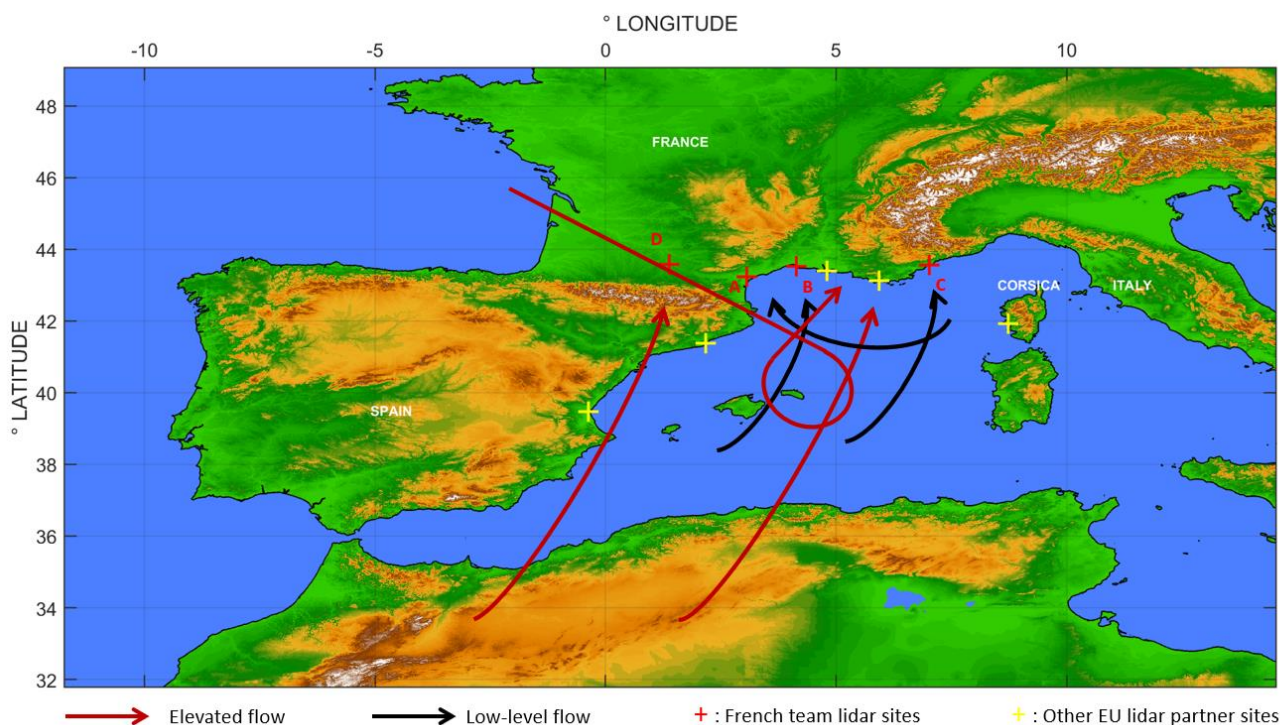 ° LONGITUDE
-10 -5 0 5 10
48
FRANCE
46
D
44
A B C CORSICA ITALY
42
40
SPAIN
38
36
34
32
° LATITUDE
Elevated flow Low-level flow + : French team lidar sites + : Other EU lidar partner sites